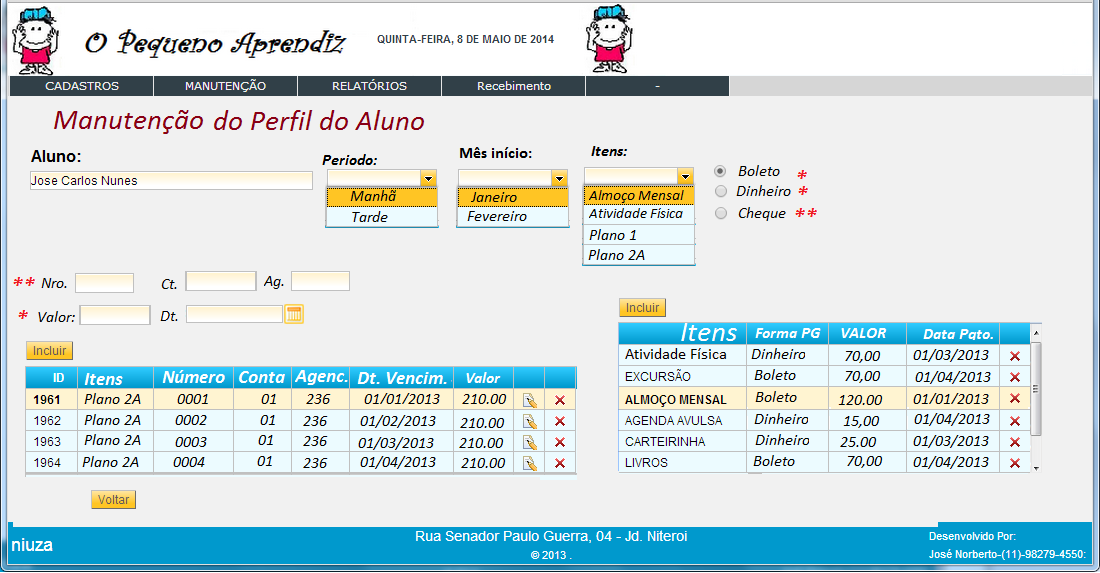 O Pequeno Aprendiz
QUINTA-FEIRA, 8 DE MAIO DE 2014
CADASTROS MANUTENÇÃO RELATÓRIOS Recebimento -
Manutenção do Perfil do Aluno
Aluno: Periodo: Mês início: Itens:
Jose Carlos Nunes
Manhã Janeiro Almoço Mensal
Tarde Fevereiro Atividade Física
Plano 1
Plano 2A
Boleto *
Dinheiro *
Cheque **
** Nro. Ct. Ag.
* Valor: Dt.
Incluir
ID Itens Número Conta Agenc. Dt. Vencim. Valor
1961 Plano 2A 0001 01 236 01/01/2013 210.00
1962 Plano 2A 0002 01 236 01/02/2013 210.00
1963 Plano 2A 0003 01 236 01/03/2013 210.00
1964 Plano 2A 0004 01 236 01/04/2013 210.00
Incluir
Itens Forma PG VALOR Data Pqto.
Atividade Física Dinheiro 70,00 01/03/2013
EXCURSÃO Boleto 70,00 01/04/2013
ALMOÇO MENSAL Boleto 120.00 01/01/2013
AGENDA AVULSA Dinheiro 15,00 01/04/2013
CARTEIRINHA Dinheiro 25.00 01/03/2013
LIVROS Boleto 70,00 01/04/2013
Voltar
niuza
Rua Senador Paulo Guerra, 04 - Jd. Niteroi
© 2013 .
Desenvolvido Por:
José Norberto-(11)-98279-4550: